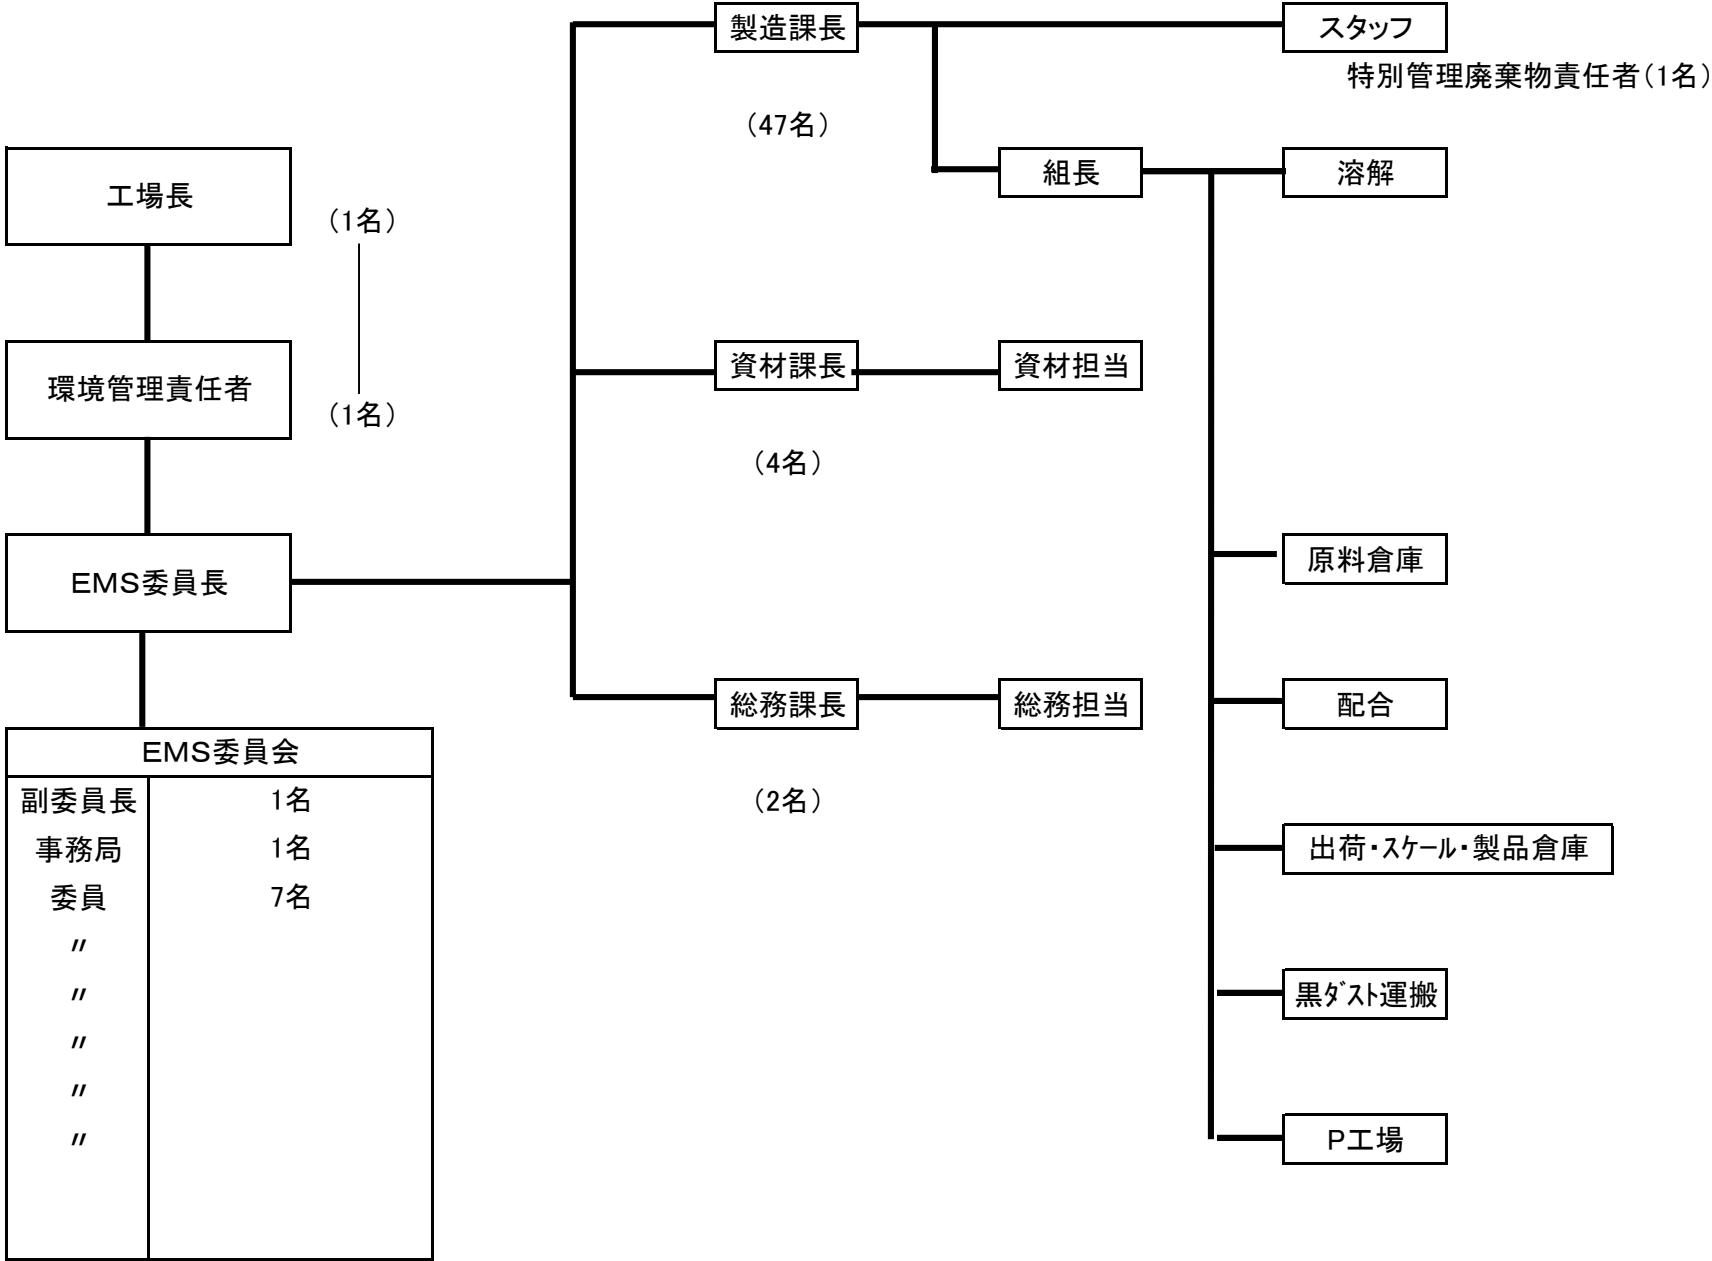 製造課長
スタッフ
特別管理廃棄物責任者(1名)
(47名)
組長
溶解
工場長
(1名)
環境管理責任者
(1名)
資材課長
資材担当
(4名)
EMS委員長
原料倉庫
総務課長
総務担当
配合
(2名)
EMS委員会
副委員長 1名
事務局 1名
委員 7名
〃
〃
〃
〃
〃
出荷・ｽｹｰﾙ・製品倉庫
黒ﾀﾞｽﾄ運搬
P工場